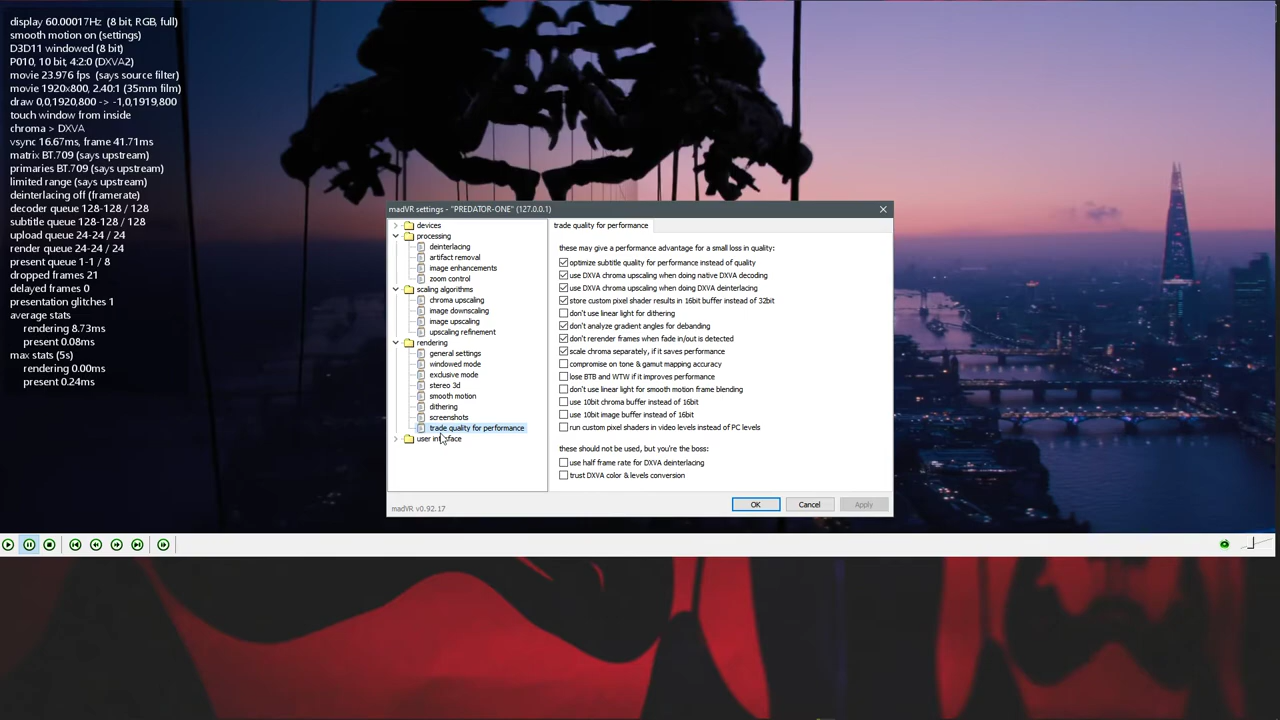 display 60.00017Hz (8 bit, RGB, full)
smooth motion on (settings)
D3D11 windowed (8 bit)
P010, 10 bit, 4:2:0 (DXVA2)
movie 23.976 fps (says source filter)
movie 1920x800, 2.40:1 (35mm film)
draw 0,0,1920,800 -> -1,0,1919,800
touch window from inside
chroma > DXVA
vsync 16.67ms, frame 41.71ms
matrix BT.709 (says upstream)
primaries BT.709 (says upstream)
limited range (says upstream)
deinterlacing off (framerate)
decoder queue 128-128 / 128
subtitle queue 128-128 / 128
upload queue 24-24 / 24
render queue 24-24 / 24
present queue 1-1 / 8
dropped frames 21
delayed frames 0
presentation glitches 1
average stats
rendering 8.73ms
present 0.08ms
max stats (5s)
rendering 0.00ms
present 0.24ms
madVR settings - "PREDATOR-ONE" (127.0.0.1)
devices
processing
deinterlacing
artifact removal
image enhancements
zoom control
scaling algorithms
chroma upscaling
image downscaling
image upscaling
upscaling refinement
rendering
general settings
windowed mode
exclusive mode
stereo 3d
smooth motion
dithering
screenshots
trade quality for performance
user interface
madVR v0.92.17
trade quality for performance
these may give a performance advantage for a small loss in quality:
optimize subtitle quality for performance instead of quality
use DXVA chroma upscaling when doing native DXVA decoding
use DXVA chroma upscaling when doing DXVA deinterlacing
store custom pixel shader results in 16bit buffer instead of 32bit
don't use linear light for dithering
don't analyze gradient angles for debanding
don't rerender frames when fade in/out is detected
scale chroma separately, if it saves performance
compromise on tone & gamut mapping accuracy
lose BTB and WTW if it improves performance
don't use linear light for smooth motion frame blending
use 10bit chroma buffer instead of 16bit
use 10bit image buffer instead of 16bit
run custom pixel shaders in video levels instead of PC levels
these should not be used, but you're the boss:
use half frame rate for DXVA deinterlacing
trust DXVA color & levels conversion
OK
Cancel
Apply